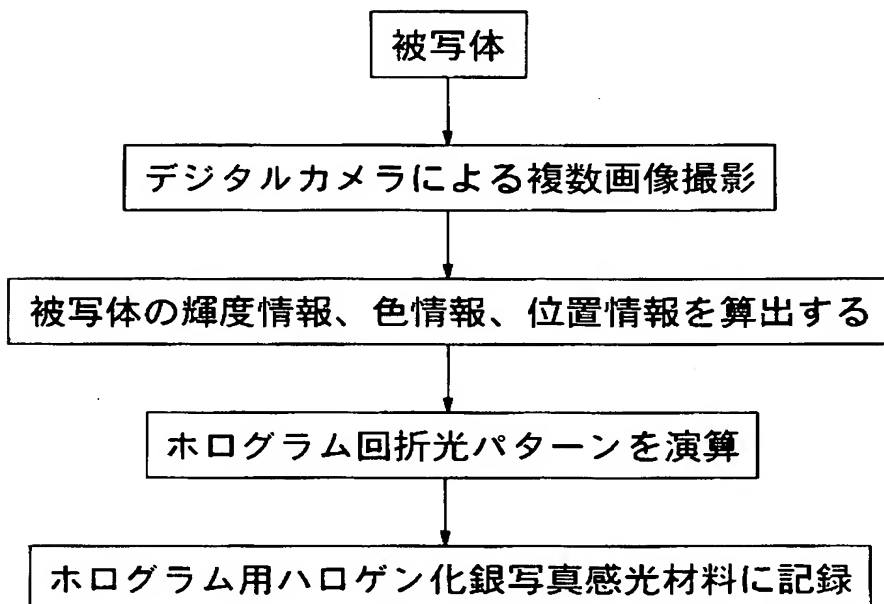 被写体
デジタルカメラによる複数画像撮影
被写体の輝度情報、色情報、位置情報を算出する
ホログラム回折光パターンを演算
ホログラム用ハロゲン化銀写真感光材料に記録